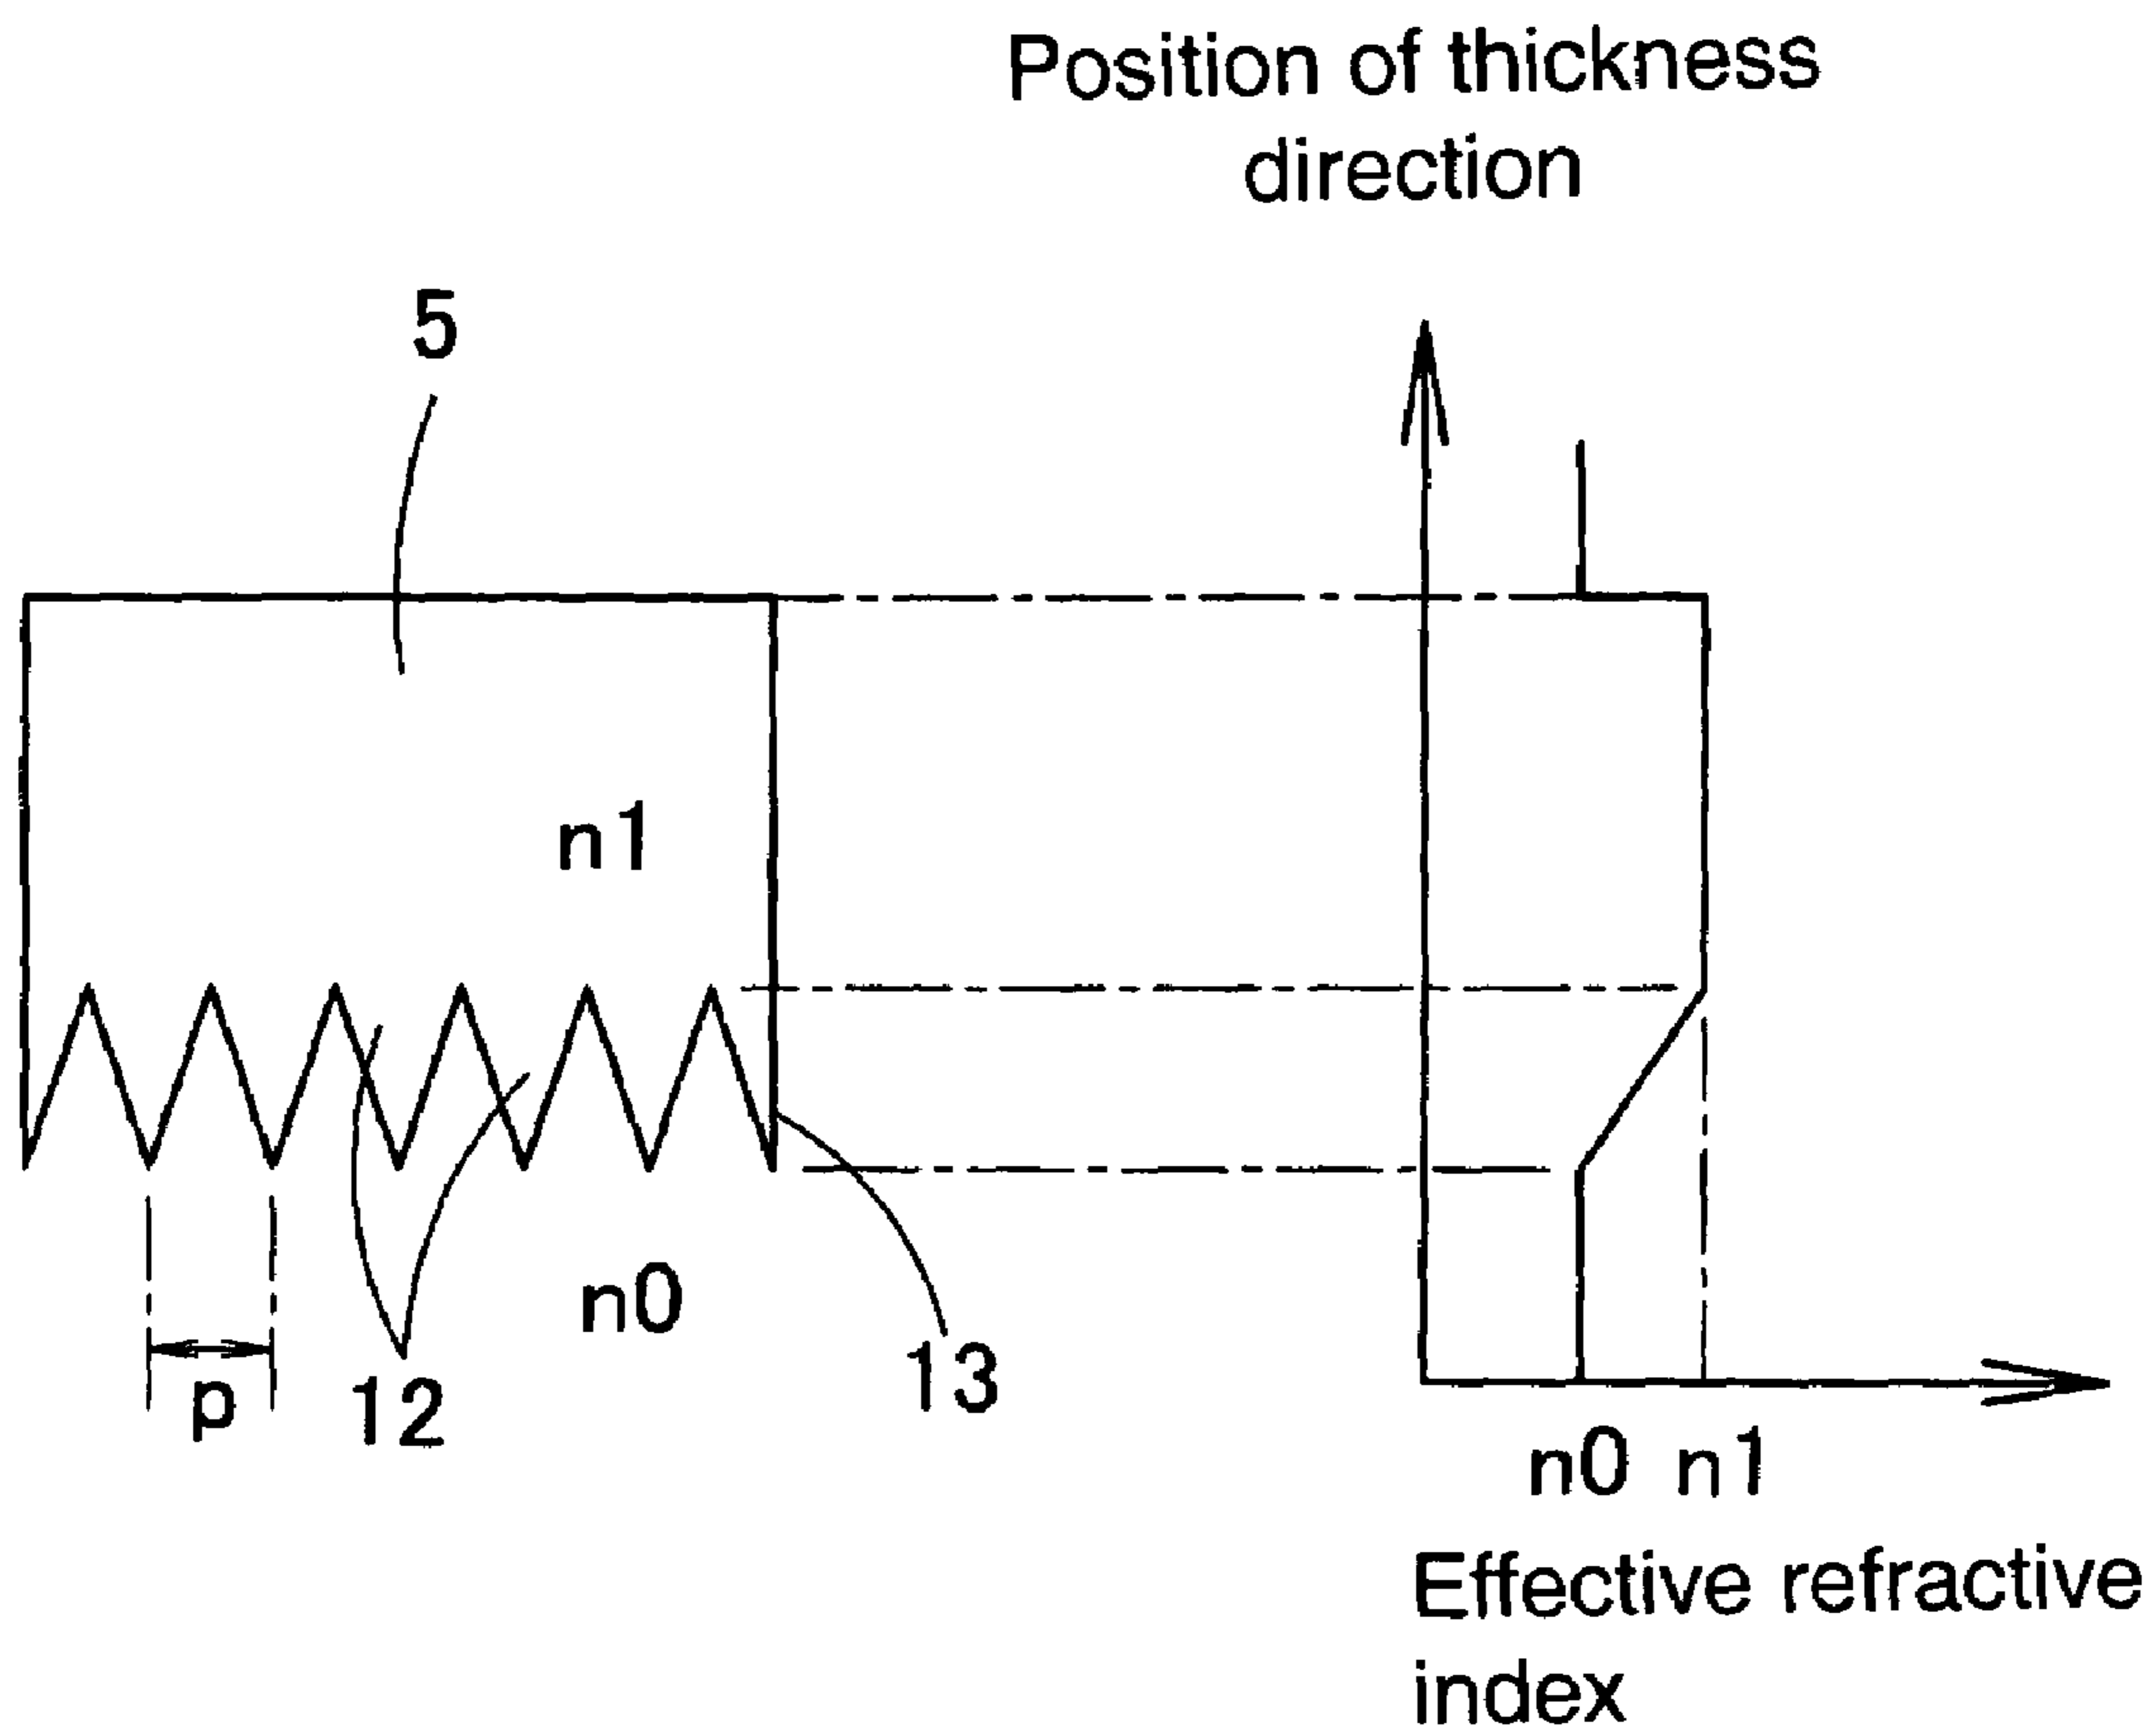 Position of thickness
direction
5
n1
n0
13
p
12
n0 n1
Effective refractive
index